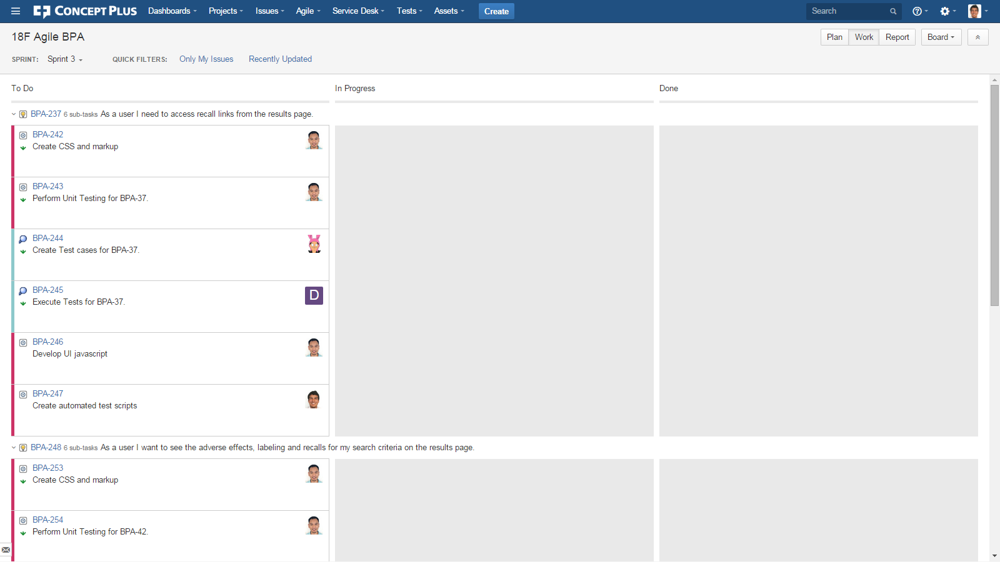 CONCEPT PLUS Dashboards Projects Issues Agile Service Desk Tests Assets Create Search
18F Agile BPA Plan Work Report Board
SPRINT: Sprint 3 QUICK FILTERS: Only My Issues Recently Updated
To Do In Progress Done
BPA-237 6 sub-tasks As a user I need to access recall links from the results page.
BPA-242
Create CSS and markup
BPA-243
Perform Unit Testing for BPA-37.
BPA-244
Create Test cases for BPA-37.
BPA-245
D
Execute Tests for BPA-37.
BPA-246
Develop UI javascript
BPA-247
Create automated test scripts
BPA-248 6 sub-tasks As a user I want to see the adverse effects, labeling and recalls for my search criteria on the results page.
BPA-253
Create CSS and markup
BPA-254
Perform Unit Testing for BPA-42.